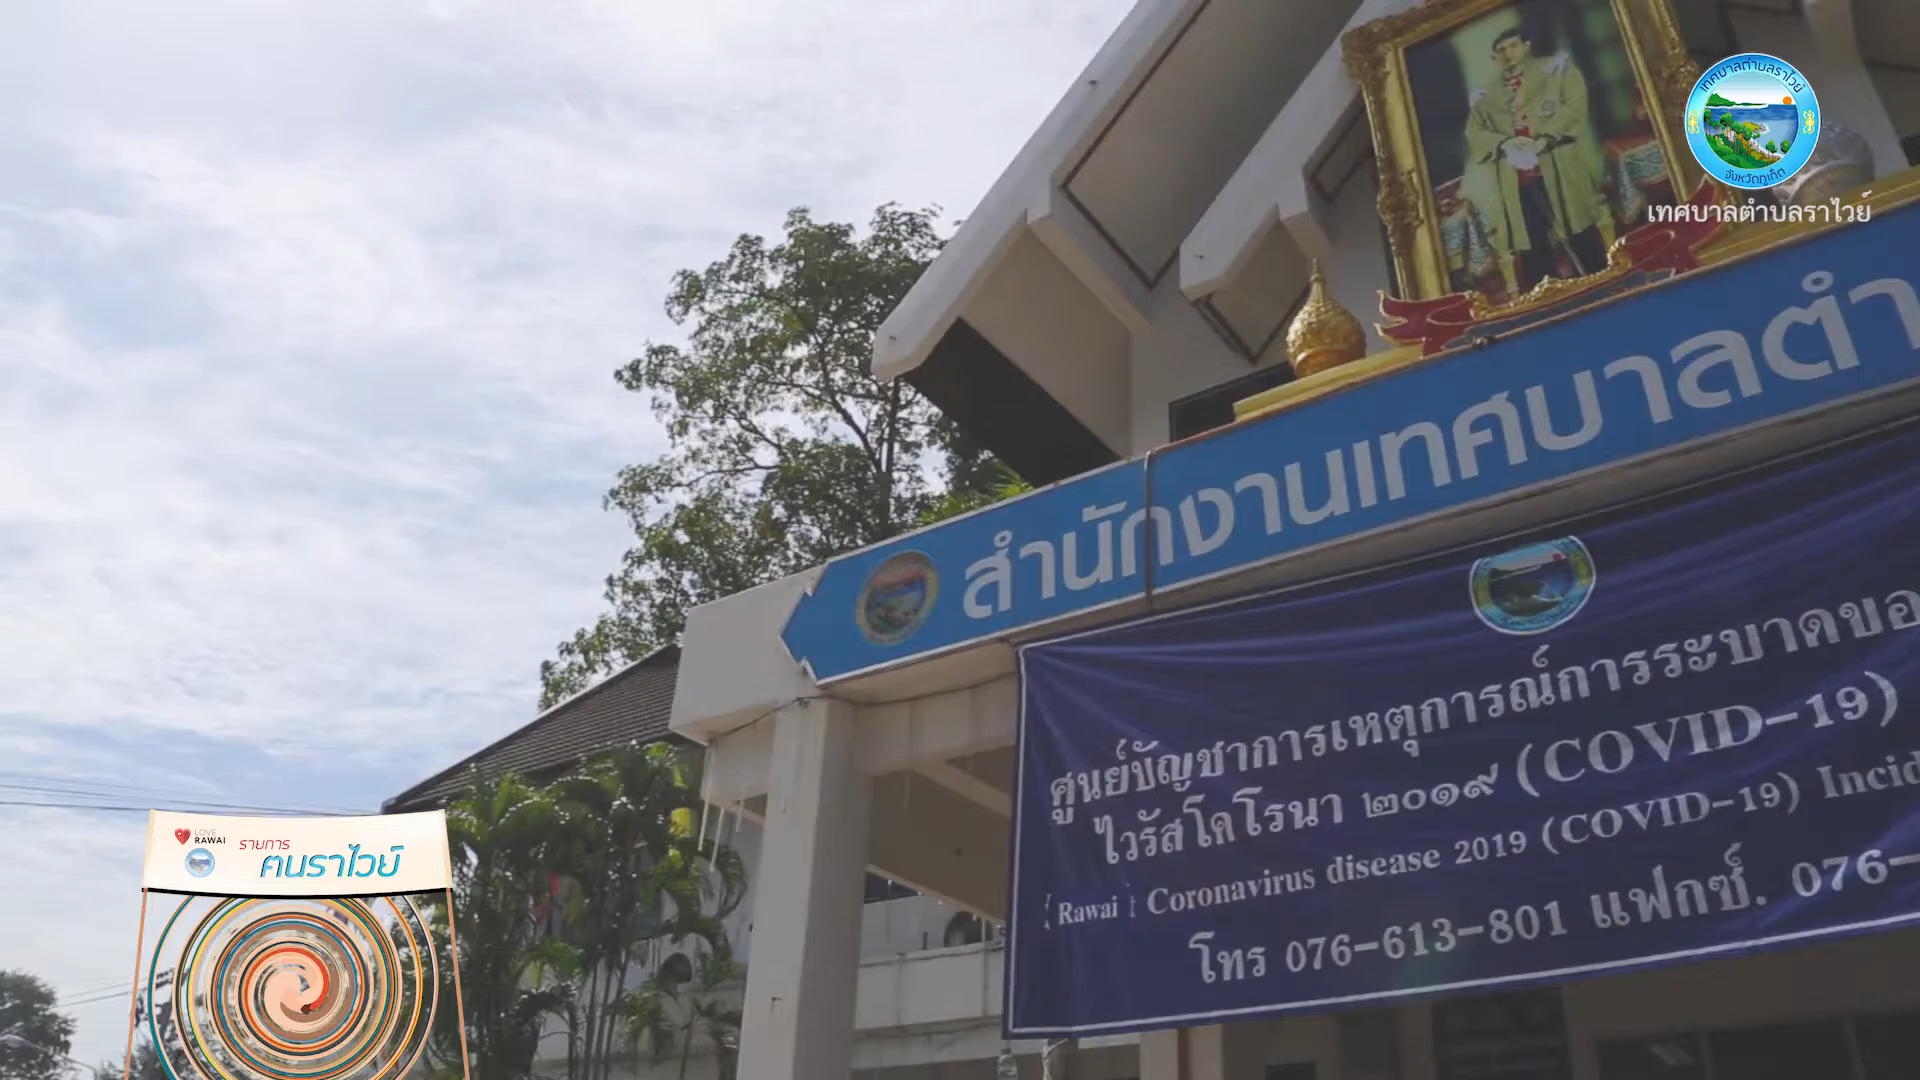 เทศบาลตำบลราไวย์
จังหวัดภูเก็ต
เทศบาลตำบลราไวย์
สำนักงานเทศบาลตำ
ศูนย์บัญชาการเหตุการณ์การระบาดขอ
ไวรัสโคโรนา ๒๐๑๙ (COVID-19)
( Rawai : Coronavirus disease 2019 (COVID-19) Incid
โทร 076-613-801 แฟกซ์. 076-
LOVE
RAWAI
รายการ
ฅนราไวย์